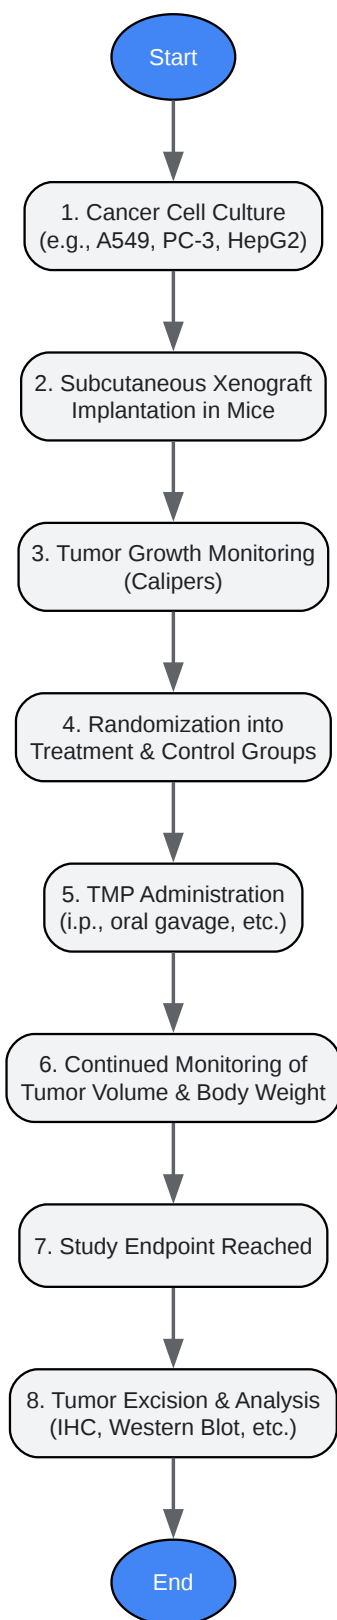 Start
1. Cancer Cell Culture
(e.g., A549, PC-3, HepG2)
2. Subcutaneous Xenograft
Implantation in Mice
3. Tumor Growth Monitoring
(Calipers)
4. Randomization into
Treatment & Control Groups
5. TMP Administration
(i.p., oral gavage, etc.)
6. Continued Monitoring of
Tumor Volume & Body Weight
7. Study Endpoint Reached
8. Tumor Excision & Analysis
(IHC, Western Blot, etc.)
End